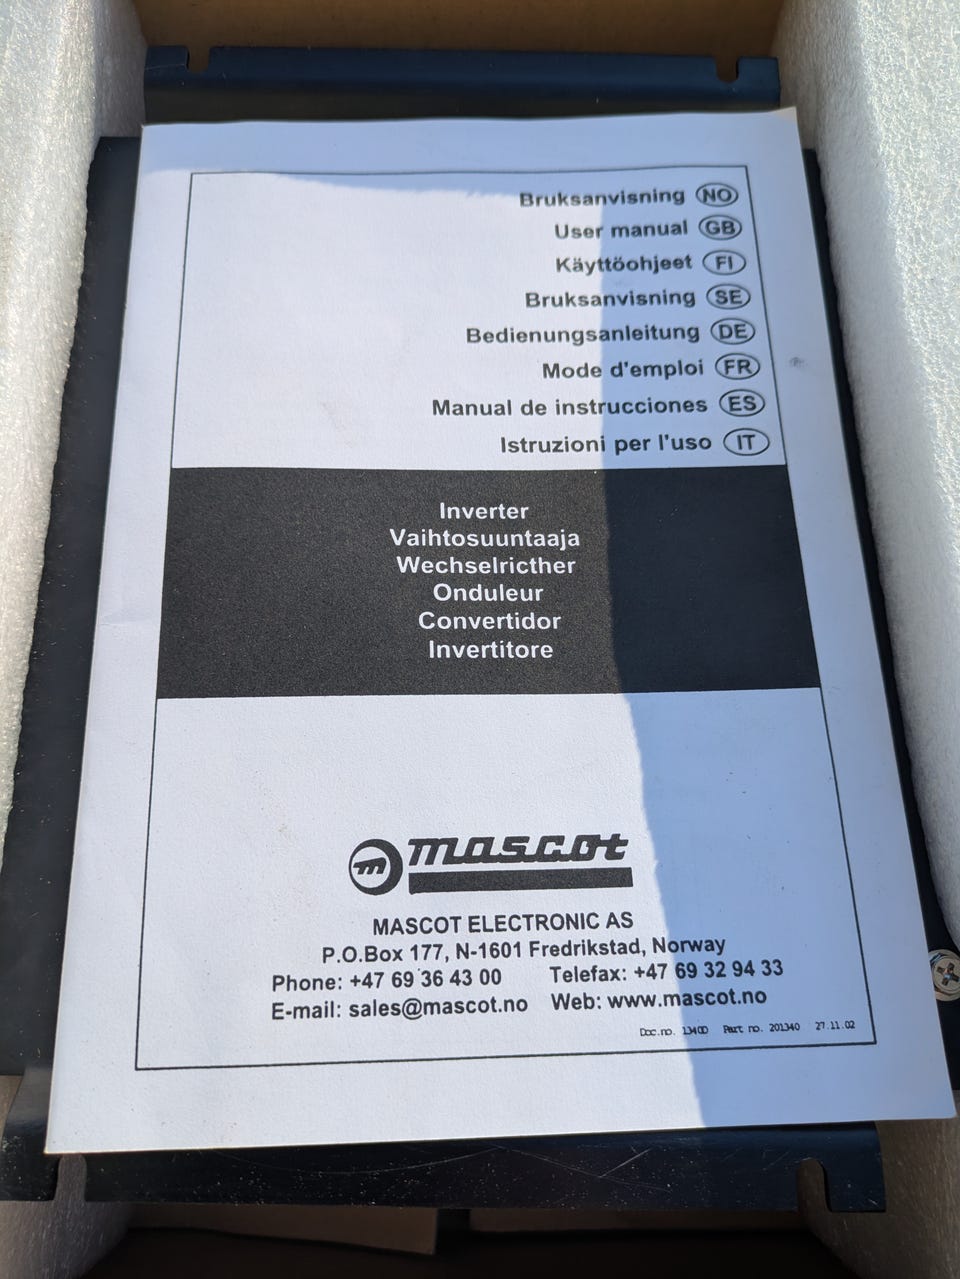 Bruksanvisning NO
User manual GB
Käyttöohjeet FI
Bruksanvisning SE
Bedienungsanleitung DE
Mode d'emploi FR
Manual de instrucciones ES
Istruzioni per l'uso IT
Inverter
Vaihtosuuntaaja
Wechselricther
Onduleur
Convertidor
Invertitore
m mascot
MASCOT ELECTRONIC AS
P.O.Box 177, N-1601 Fredrikstad, Norway
Phone: +47 69 36 43 00 Telefax: +47 69 32 94 33
E-mail: sales@mascot.no Web: www.mascot.no
Doc.no. 1340D Part no. 201340 27.11.02